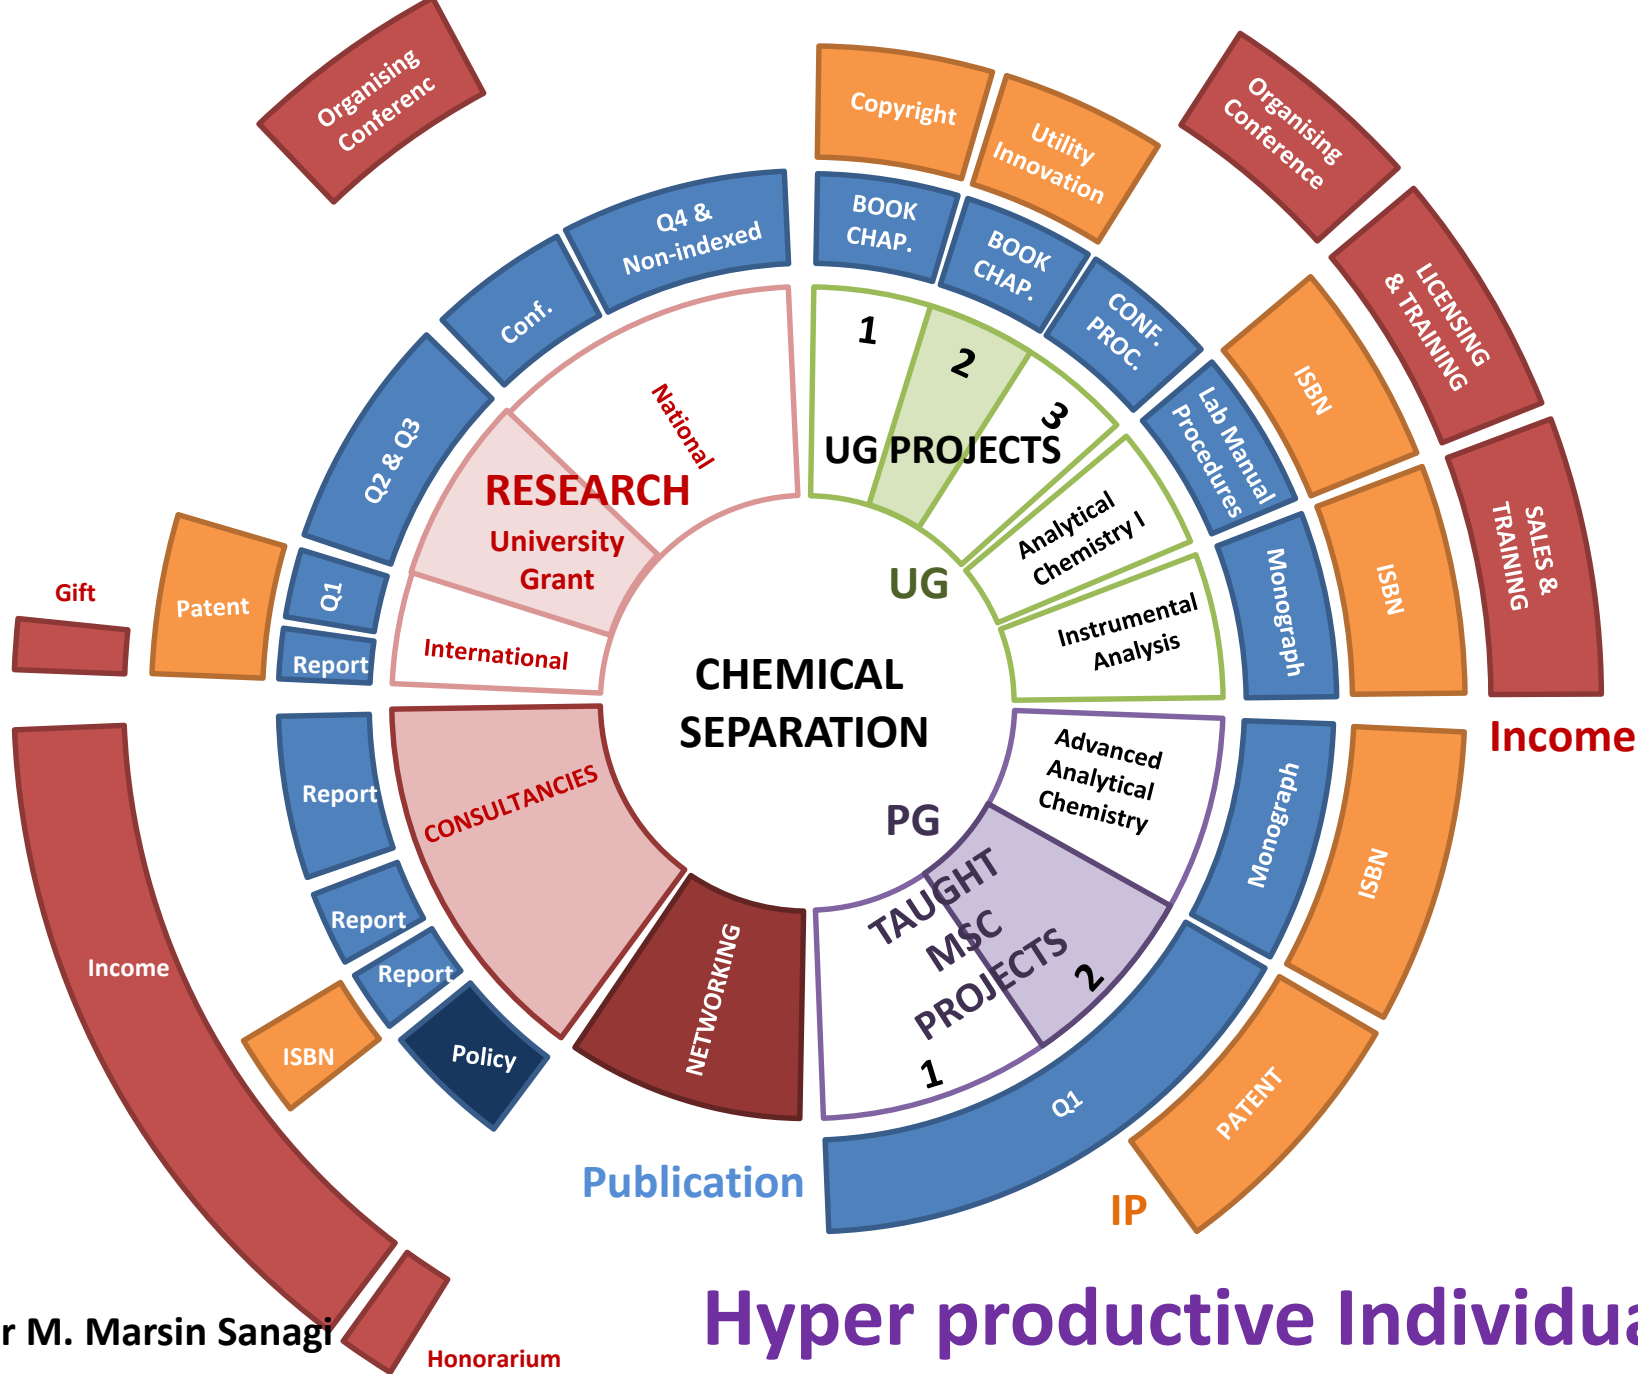 Organising
Conferenc
Copyright
Utility
Innovation
Organising
Conference
LICENSING
& TRAINING
SALES &
TRAINING
Income
Q4 &
Non-indexed
Conf.
Q2 & Q3
Q1
Report
Patent
Gift
BOOK
CHAP.
BOOK
CHAP.
CONF.
PROC.
Lab Manual
Procedures
Monograph
ISBN
ISBN
National
RESEARCH
University
Grant
International
1
2
3
UG PROJECTS
Analytical
Chemistry I
Instrumental
Analysis
UG
CHEMICAL
SEPARATION
PG
Advanced
Analytical
Chemistry
TAUGHT
MSC
PROJECTS
2
1
Monograph
ISBN
Q1
PATENT
IP
CONSULTANCIES
NETWORKING
Report
Report
Report
Policy
ISBN
Income
Publication
Honorarium
r M. Marsin Sanagi
Hyper productive Individua